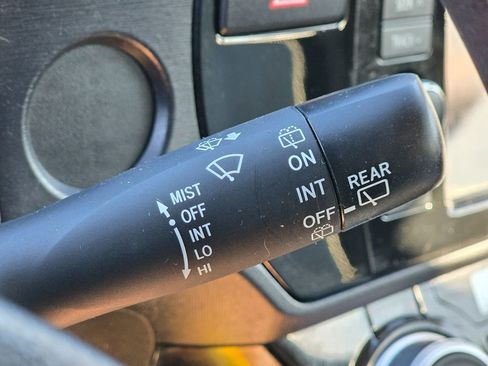 MIST
OFF
INT
LO
HI
ON
INT
OFF
REAR